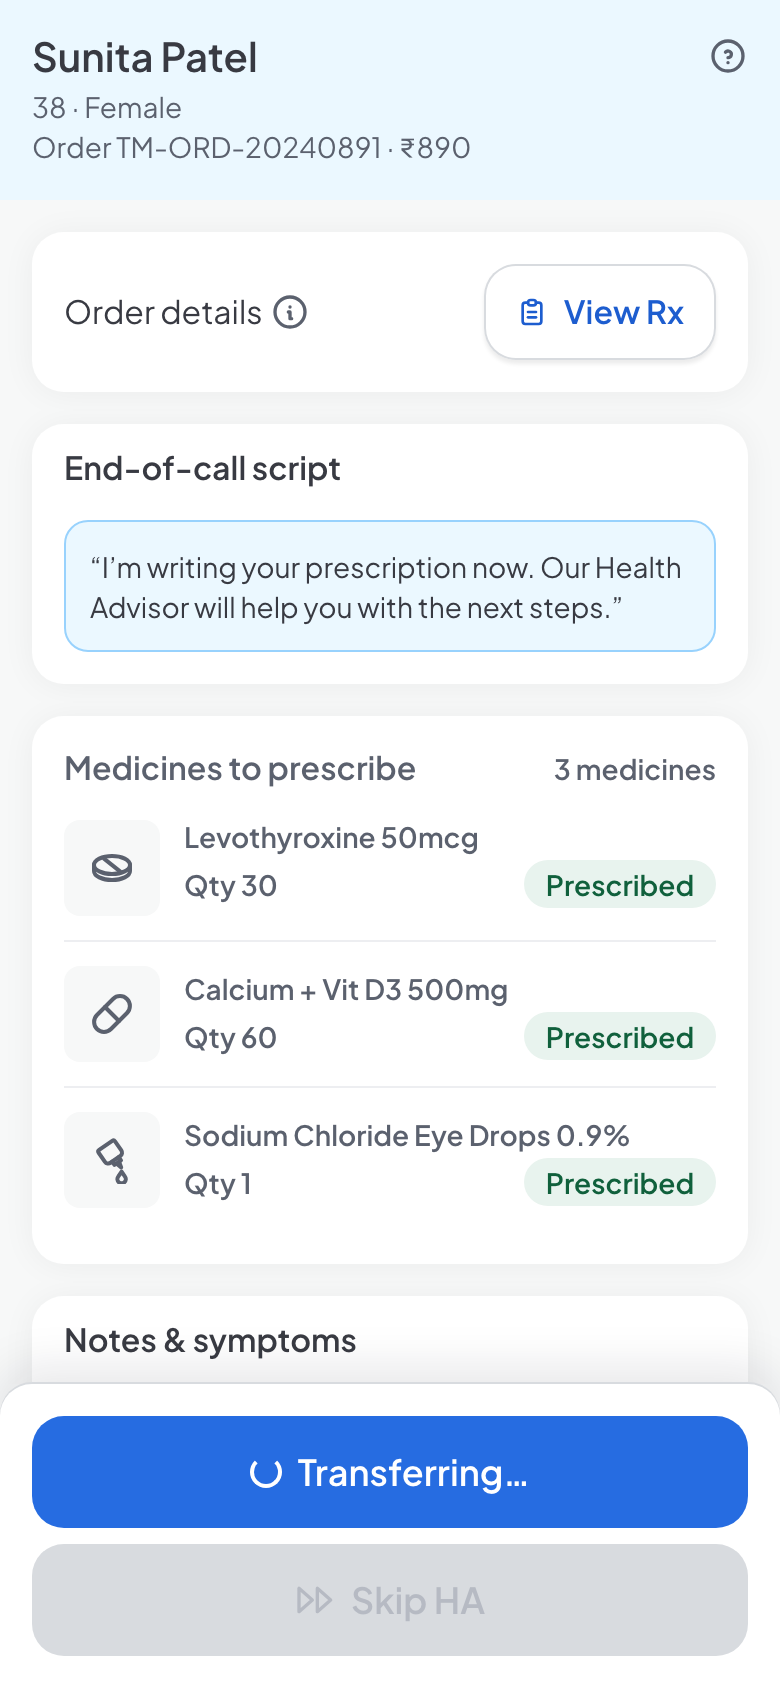 Sunita Patel
38 · Female
Order TM-ORD-20240891 · ₹890
Order details
View Rx
End-of-call script
“I’m writing your prescription now. Our Health
Advisor will help you with the next steps.”
Medicines to prescribe
3 medicines
Levothyroxine 50mcg
Qty 30
Prescribed
Calcium + Vit D3 500mg
Qty 60
Prescribed
Sodium Chloride Eye Drops 0.9%
Qty 1
Prescribed
Notes & symptoms
Transferring...
Skip HA